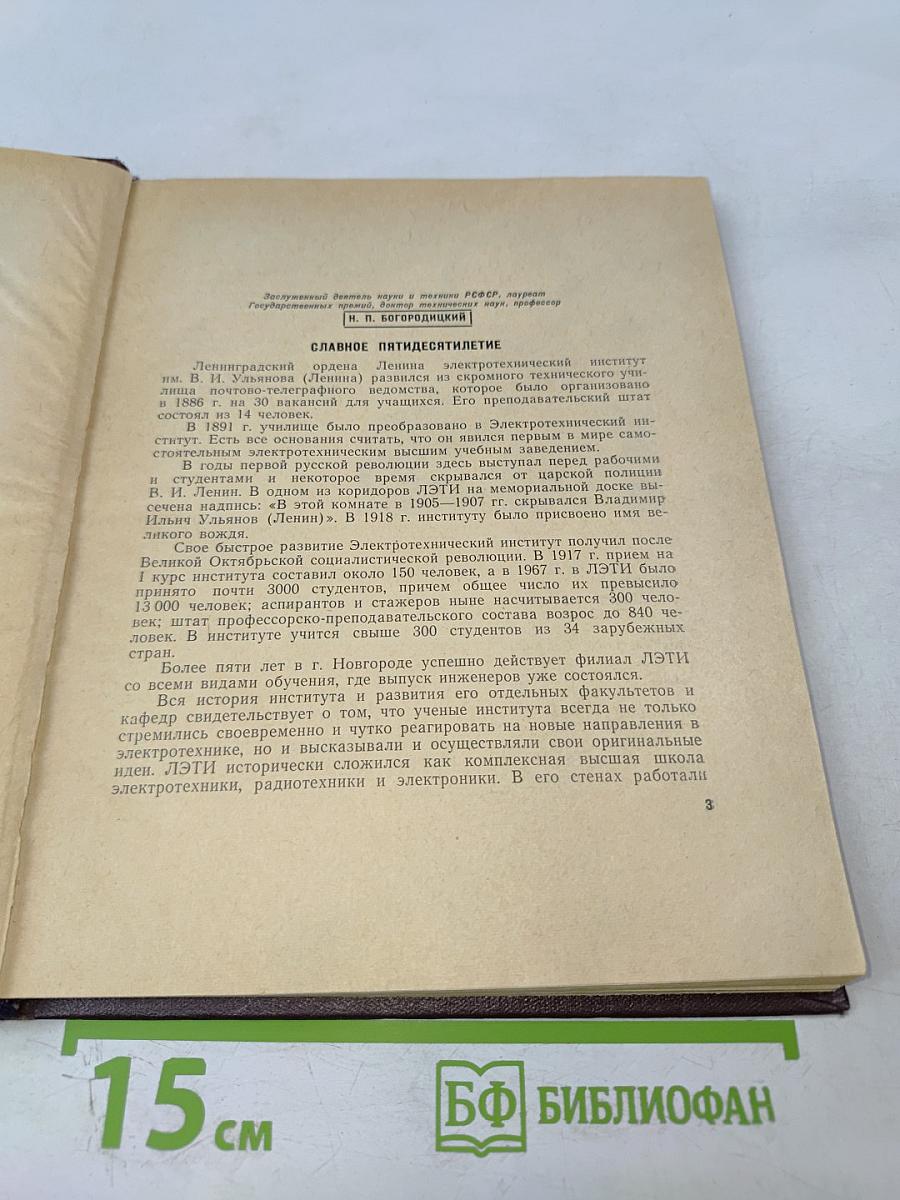 Заслуженный деятель науки и техники РСФСР, лауреат
Государственных премий, доктор технических наук, профессор
Н. П. БОГОРОДИЦКИЙ
СЛАВНОЕ ПЯТИДЕСЯТИЛЕТИЕ
Ленинградский ордена Ленина электротехнический институт
им. В. И. Ульянова (Ленина) развился из скромного технического учи-
лища почтово-телеграфного ведомства, которое было организовано
в 1886 г. на 30 вакансий для учащихся. Его преподавательский штат
состоял из 14 человек.
В 1891 г. училище было преобразовано в Электротехнический ин-
ститут. Есть все основания считать, что он явился первым в мире само-
стоятельным электротехническим высшим учебным заведением.
В годы первой русской революции здесь выступал перед рабочими
и студентами и некоторое время скрывался от царской полиции
В. И. Ленин. В одном из коридоров ЛЭТИ на мемориальной доске вы-
сечена надпись: «В этой комнате в 1905—1907 гг. скрывался Владимир
Ильич Ульянов (Ленин)». В 1918 г. институту было присвоено имя ве-
ликого вождя.
Свое быстрое развитие Электротехнический институт получил после
Великой Октябрьской социалистической революции. В 1917 г. прием на
I курс института составил около 150 человек, а в 1967 г. в ЛЭТИ было
принято почти 3000 студентов, причем общее число их превысило
13 000 человек; аспирантов и стажеров ныне насчитывается 300 чело-
век; штат профессорско-преподавательского состава возрос до 840 че-
ловек. В институте учится свыше 300 студентов из 34 зарубежных
стран.
Более пяти лет в г. Новгороде успешно действует филиал ЛЭТИ
со всеми видами обучения, где выпуск инженеров уже состоялся.
Вся история института и развития его отдельных факультетов и
кафедр свидетельствует о том, что ученые института всегда не только
стремились своевременно и чутко реагировать на новые направления в
электротехнике, но и высказывали и осуществляли свои оригинальные
идеи. ЛЭТИ исторически сложился как комплексная высшая школа
электротехники, радиотехники и электроники. В его стенах работали
3
15 см
БФ БИБЛИОФАН